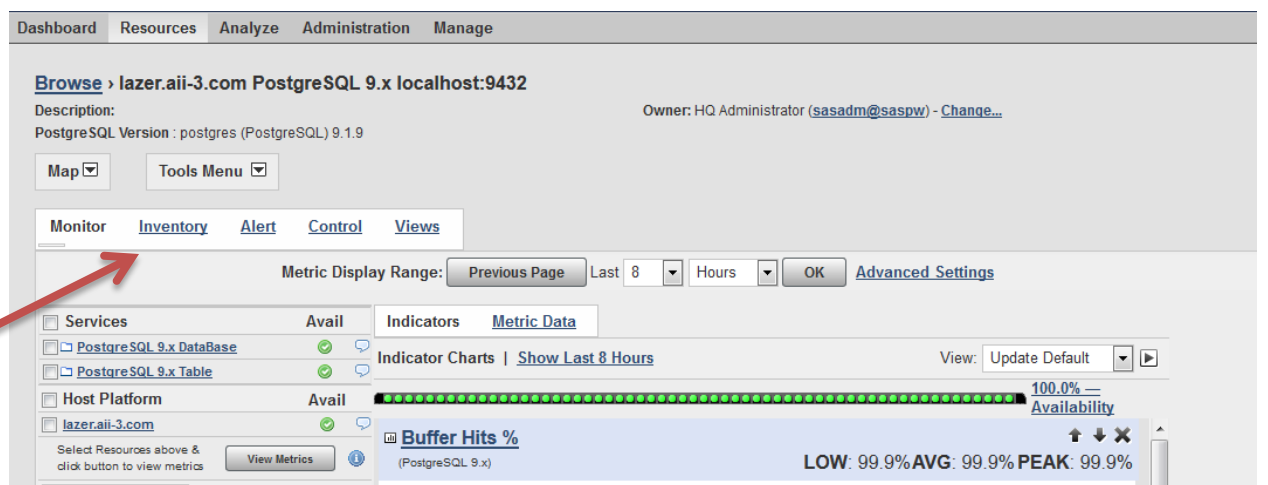 Dashboard Resources Analyze Administration Manage
Browse › lazer.aii-3.com PostgreSQL 9.x localhost:9432
Description:
Owner: HQ Administrator (sasadm@saspw) - Change...
PostgreSQL Version : postgres (PostgreSQL) 9.1.9
Map Tools Menu
Monitor Inventory Alert Control Views
Metric Display Range: Previous Page Last 8 Hours OK Advanced Settings
Services Avail
PostgreSQL 9.x DataBase
PostgreSQL 9.x Table
Host Platform Avail
lazer.aii-3.com
Select Resources above &
click button to view metrics
View Metrics
Indicators Metric Data
Indicator Charts | Show Last 8 Hours View: Update Default
100.0% —
Availability
Buffer Hits %
(PostgreSQL 9.x)
LOW: 99.9% AVG: 99.9% PEAK: 99.9%